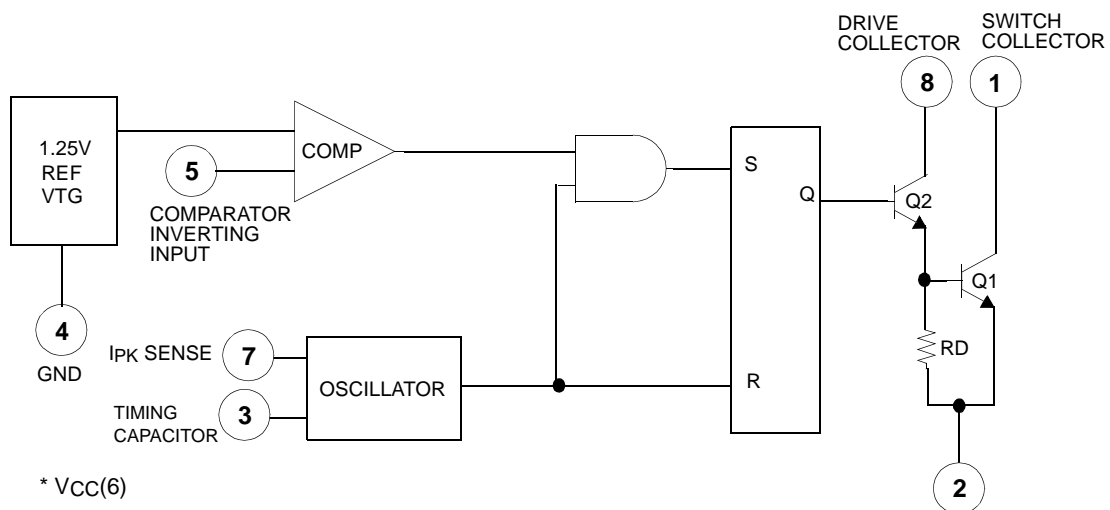 DRIVE
COLLECTOR
SWITCH
COLLECTOR
8
1
1.25V
REF
VTG
COMP
5
COMPARATOR
INVERTING
INPUT
S
Q
Q2
Q1
4
GND
IPK SENSE
7
OSCILLATOR
R
RD
TIMING
CAPACITOR
3
* VCC(6)
2